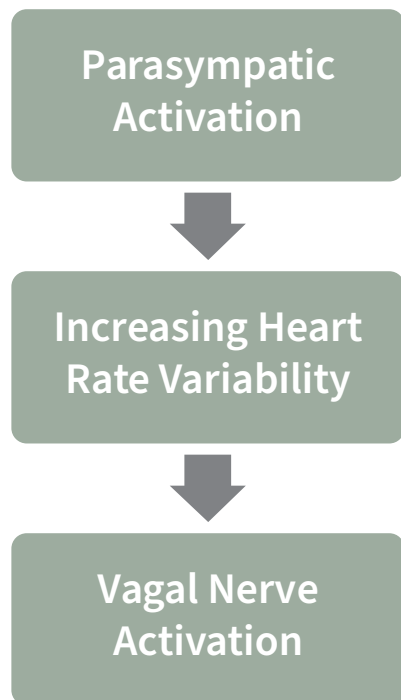 Parasympatic
Activation
Increasing Heart
Rate Variability
Vagal Nerve
Activation